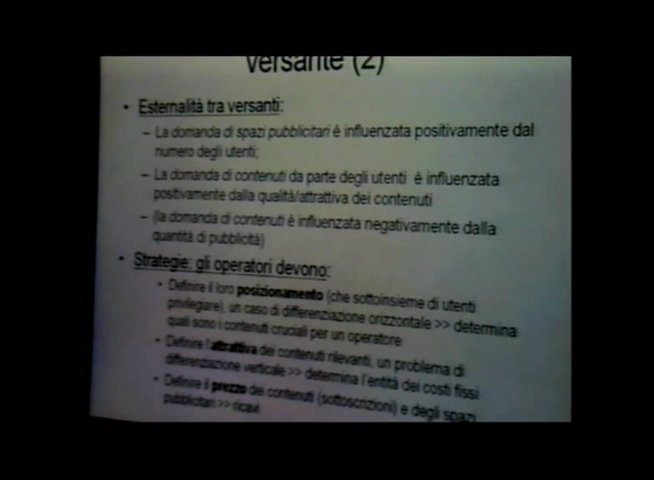 versante (2)
• Esternalità tra versanti:
– La domanda di spazi pubblicitari è influenzata positivamente dal
numero degli utenti;
– La domanda di contenuti da parte degli utenti è influenzata
positivamente dalla qualità/attrattiva dei contenuti
– (la domanda di contenuti è influenzata negativamente dalla
quantità di pubblicità)
• Strategie: gli operatori devono:
• Definire il loro posizionamento (che sottoinsieme di utenti
privilegiare), un caso di differenziazione orizzontale >> determina
quali sono i contenuti cruciali per un operatore
• Definire l'attrattiva dei contenuti rilevanti, un problema di
differenziazione verticale >> determina l'entità dei costi fissi
• Definire il prezzo dei contenuti (sottoscrizioni) e degli spazi
pubblicitari >> ricavi